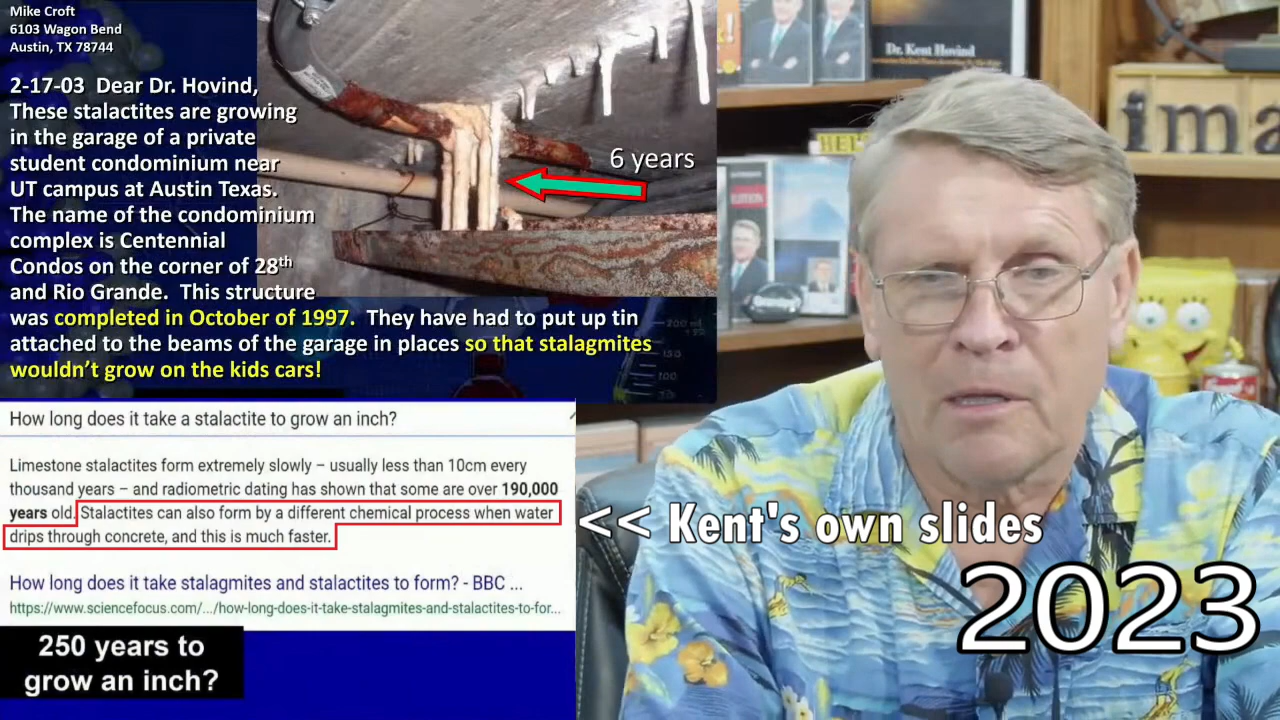 Mike Croft
6103 Wagon Bend
Austin, TX 78744
2-17-03 Dear Dr. Hovind,
These stalactites are growing
in the garage of a private
student condominium near
UT campus at Austin Texas.
The name of the condominium
complex is Centennial
Condos on the corner of 28th
and Rio Grande. This structure
was completed in October of 1997. They have had to put up tin
attached to the beams of the garage in places so that stalagmites
wouldn't grow on the kids cars!
6 years
200 ml
150
100
How long does it take a stalactite to grow an inch?
Limestone stalactites form extremely slowly – usually less than 10cm every
thousand years – and radiometric dating has shown that some are over 190,000
years old. Stalactites can also form by a different chemical process when water
drips through concrete, and this is much faster.
How long does it take stalagmites and stalactites to form? - BBC ...
https://www.sciencefocus.com/.../how-long-does-it-take-stalagmites-and-stalactites-to-for...
250 years to
grow an inch?
Dr. Kent Hovind
ima
<< Kent's own slides
2023